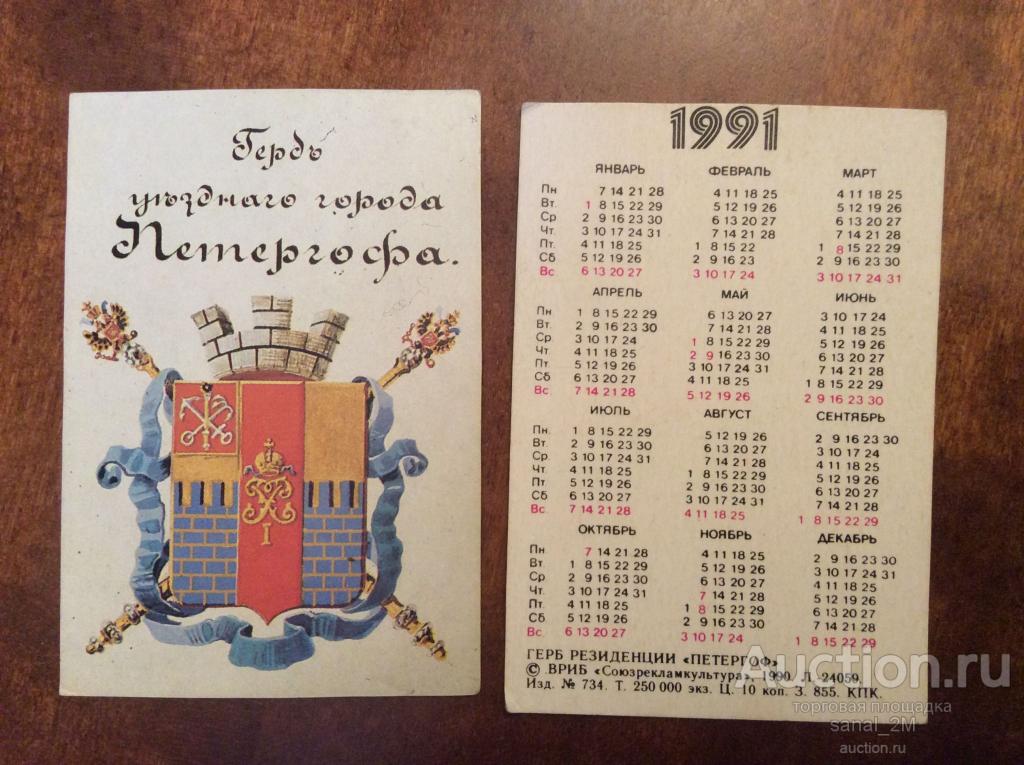 Гербъ
уѣзднаго города
Петергофа.
I
1991
ЯНВАРЬ ФЕВРАЛЬ МАРТ
Пн 7 14 21 28 4 11 18 25 4 11 18 25
Вт. 1 8 15 22 29 5 12 19 26 5 12 19 26
Ср 2 9 16 23 30 6 13 20 27 6 13 20 27
Чт. 3 10 17 24 31 7 14 21 28 7 14 21 28
Пт. 4 11 18 25 1 8 15 22 1 8 15 22 29
Сб 5 12 19 26 2 9 16 23 2 9 16 23 30
Вс 6 13 20 27 3 10 17 24 3 10 17 24 31
АПРЕЛЬ МАЙ ИЮНЬ
Пн 1 8 15 22 29 6 13 20 27 3 10 17 24
Вт. 2 9 16 23 30 7 14 21 28 4 11 18 25
Ср. 3 10 17 24 1 8 15 22 29 5 12 19 26
Чт 4 11 18 25 2 9 16 23 30 6 13 20 27
Пт 5 12 19 26 3 10 17 24 31 7 14 21 28
Сб 6 13 20 27 4 11 18 25 1 8 15 22 29
Вс. 7 14 21 28 5 12 19 26 2 9 16 23 30
ИЮЛЬ АВГУСТ СЕНТЯБРЬ
Пн. 1 8 15 22 29 5 12 19 26 2 9 16 23 30
Вт. 2 9 16 23 30 6 13 20 27 3 10 17 24
Ср. 3 10 17 24 31 7 14 21 28 4 11 18 25
Чт. 4 11 18 25 1 8 15 22 29 5 12 19 26
Пт 5 12 19 26 2 9 16 23 30 6 13 20 27
Сб 6 13 20 27 3 10 17 24 31 7 14 21 28
Вс. 7 14 21 28 4 11 18 25 1 8 15 22 29
ОКТЯБРЬ НОЯБРЬ ДЕКАБРЬ
Пн 7 14 21 28 4 11 18 25 2 9 16 23 30
Вт. 1 8 15 22 29 5 12 19 26 3 10 17 24 31
Ср 2 9 16 23 30 6 13 20 27 4 11 18 25
Чт. 3 10 17 24 31 7 14 21 28 5 12 19 26
Пт. 4 11 18 25 1 8 15 22 29 6 13 20 27
Сб 5 12 19 26 2 9 16 23 30 7 14 21 28
Вс. 6 13 20 27 3 10 17 24 1 8 15 22 29
ГЕРБ РЕЗИДЕНЦИИ «ПЕТЕРГОФ»
© ВРИБ «Союзрекламкультура», 1990. Л. 24059.
Изд. № 734. Т. 250 000 экз. Ц. 10 коп. З. 855. КПК.
Auction.ru
торговая площадка
sanal_2M
auction.ru